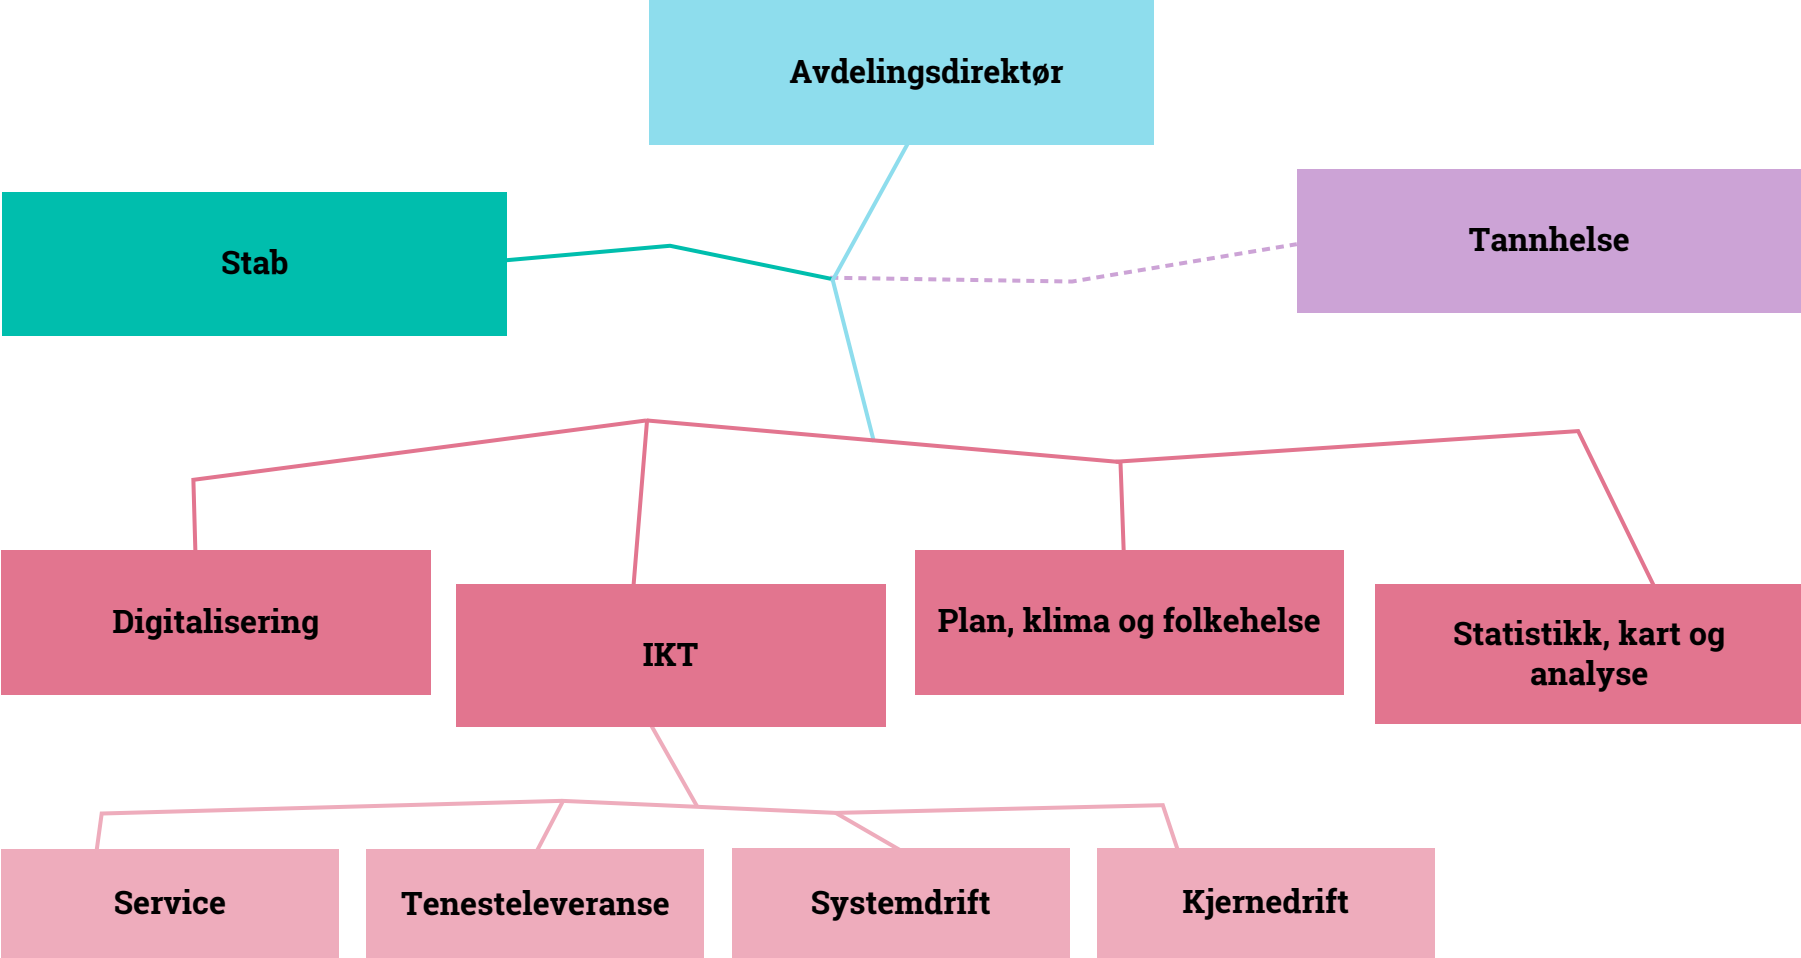 Avdelingsdirektør
Stab
Tannhelse
Digitalisering
IKT
Plan, klima og folkehelse
Statistikk, kart og
analyse
Service
Tenesteleveranse
Systemdrift
Kjernedrift